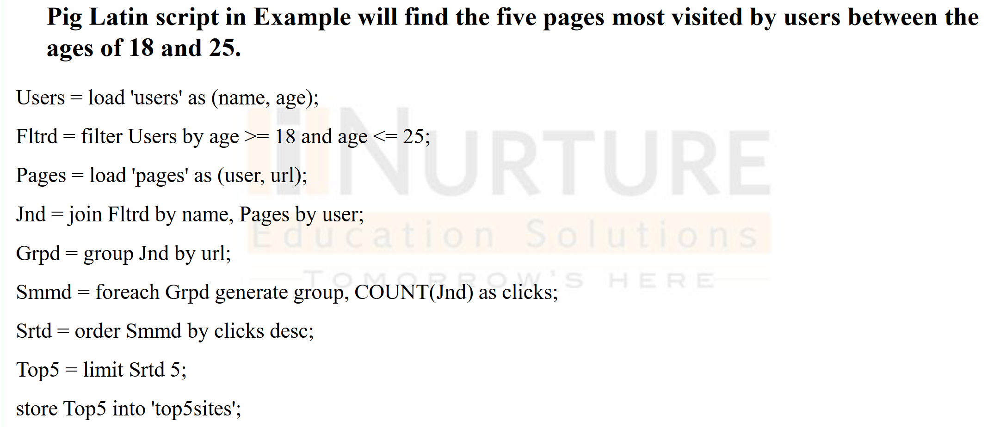 Pig Latin script in Example will find the five pages most visited by users between the
ages of 18 and 25.
Users = load 'users' as (name, age);
Fltrd = filter Users by age >= 18 and age <= 25;
Pages = load 'pages' as (user, url);
Jnd = join Fltrd by name, Pages by user;
Grpd = group Jnd by url;
Smmd = foreach Grpd generate group, COUNT(Jnd) as clicks;
Srtd = order Smmd by clicks desc;
Top5 = limit Srtd 5;
store Top5 into 'top5sites';
iNURTURE
Education Solutions
TOMORROW'S HERE